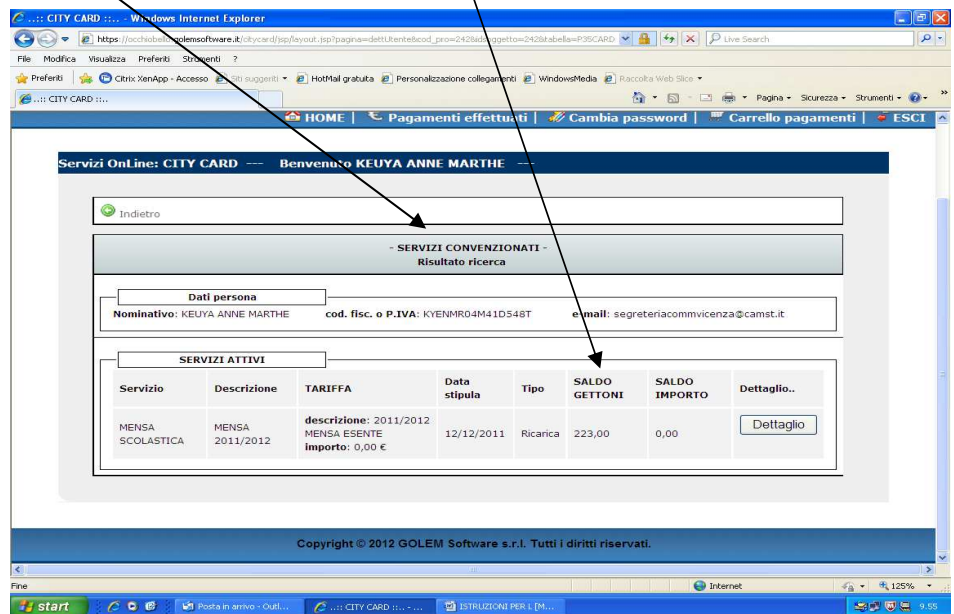 ..:: CITY CARD ::.. - Windows Internet Explorer
https://occhiobello.golemsoftware.it/citycard/jsp/layout.jsp?pagina=dettUtente&cod_pro=242&idsoggetto=242&tabella=P35CARD
Live Search
File Modifica Visualizza Preferiti Strumenti ?
Preferiti Citrix XenApp - Accesso Siti suggeriti HotMail gratuita Personalizzazione collegamenti WindowsMedia Raccolta Web Slice
..:: CITY CARD ::.. Pagina Sicurezza Strumenti
HOME | Pagamenti effettuati | Cambia password | Carrello pagamenti | ESCI
Servizi OnLine: CITY CARD --- Benvenuto KEUYA ANNE MARTHE ---
Indietro
- SERVIZI CONVENZIONATI -
Risultato ricerca
Dati persona
Nominativo: KEUYA ANNE MARTHE cod. fisc. o P.IVA: KYENMR04M41D548T e-mail: segreteriacommvicenza@camst.it
SERVIZI ATTIVI
Servizio Descrizione TARIFFA Data stipula Tipo SALDO GETTONI SALDO IMPORTO Dettaglio..
MENSA SCOLASTICA MENSA 2011/2012 descrizione: 2011/2012 MENSA ESENTE importo: 0,00 € 12/12/2011 Ricarica 223,00 0,00 Dettaglio
Copyright © 2012 GOLEM Software s.r.l. Tutti i diritti riservati.
Fine Internet 125%
start Posta in arrivo - Outl... ..:: CITY CARD ::.. - ... ISTRUZIONI PER L [M... 9.55